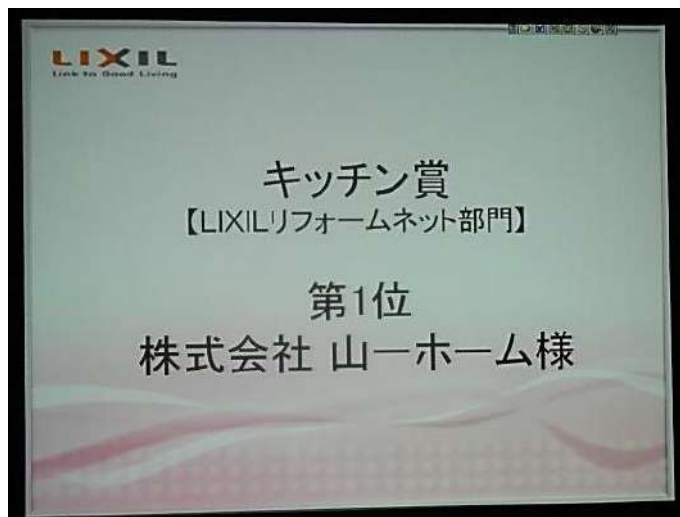 LIXIL
Link to Good Living
キッチン賞
【LIXILリフォームネット部門】
第1位
株式会社 山一ホーム様